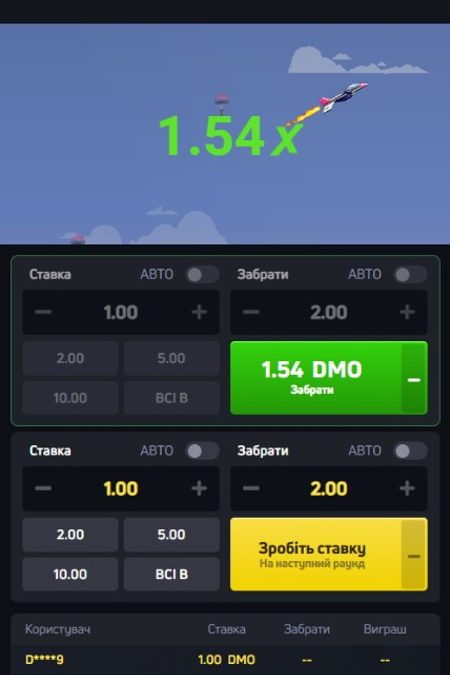 1.54x
Ставка АВТО Забрати АВТО
− 1.00 + − 2.00 +
2.00 5.00
1.54 DMO
Забрати
−
10.00 ВСІ В
Ставка АВТО Забрати АВТО
− 1.00 + − 2.00 +
2.00 5.00
Зробіть ставку
На наступний раунд
−
10.00 ВСІ В
Користувач Ставка Забрати Виграш
D****9 1.00 DMO -- --